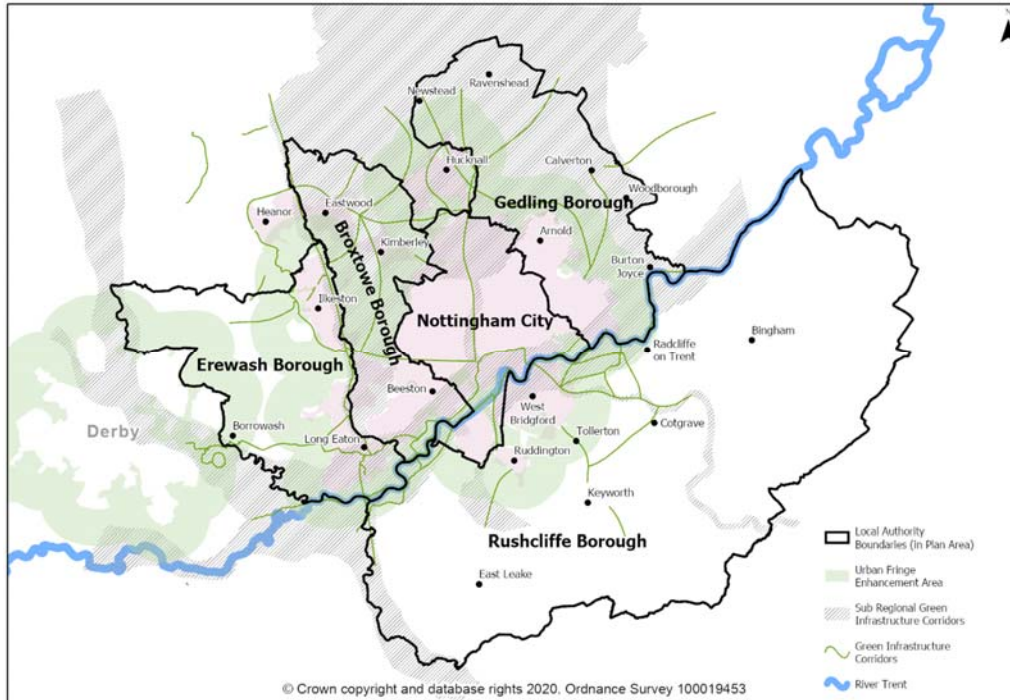 N
Ravenshead
Newstead
Hucknall
Calverton
Woodborough
Gedling Borough
Heanor
Eastwood
Kimberley
Arnold
Broxtowe Borough
Burton
Joyce
Ilkeston
Nottingham City
Radcliffe
on Trent
Bingham
Erewash Borough
Beeston
West
Bridgford
Derby
Borrowash
Long Eaton
Tollerton
Cotgrave
Ruddington
Keyworth
Rushcliffe Borough
East Leake
Local Authority
Boundaries (In Plan Area)
Urban Fringe
Enhancement Area
Sub Regional Green
Infrastructure Corridors
Green Infrastructure
Corridors
River Trent
© Crown copyright and database rights 2020. Ordnance Survey 100019453